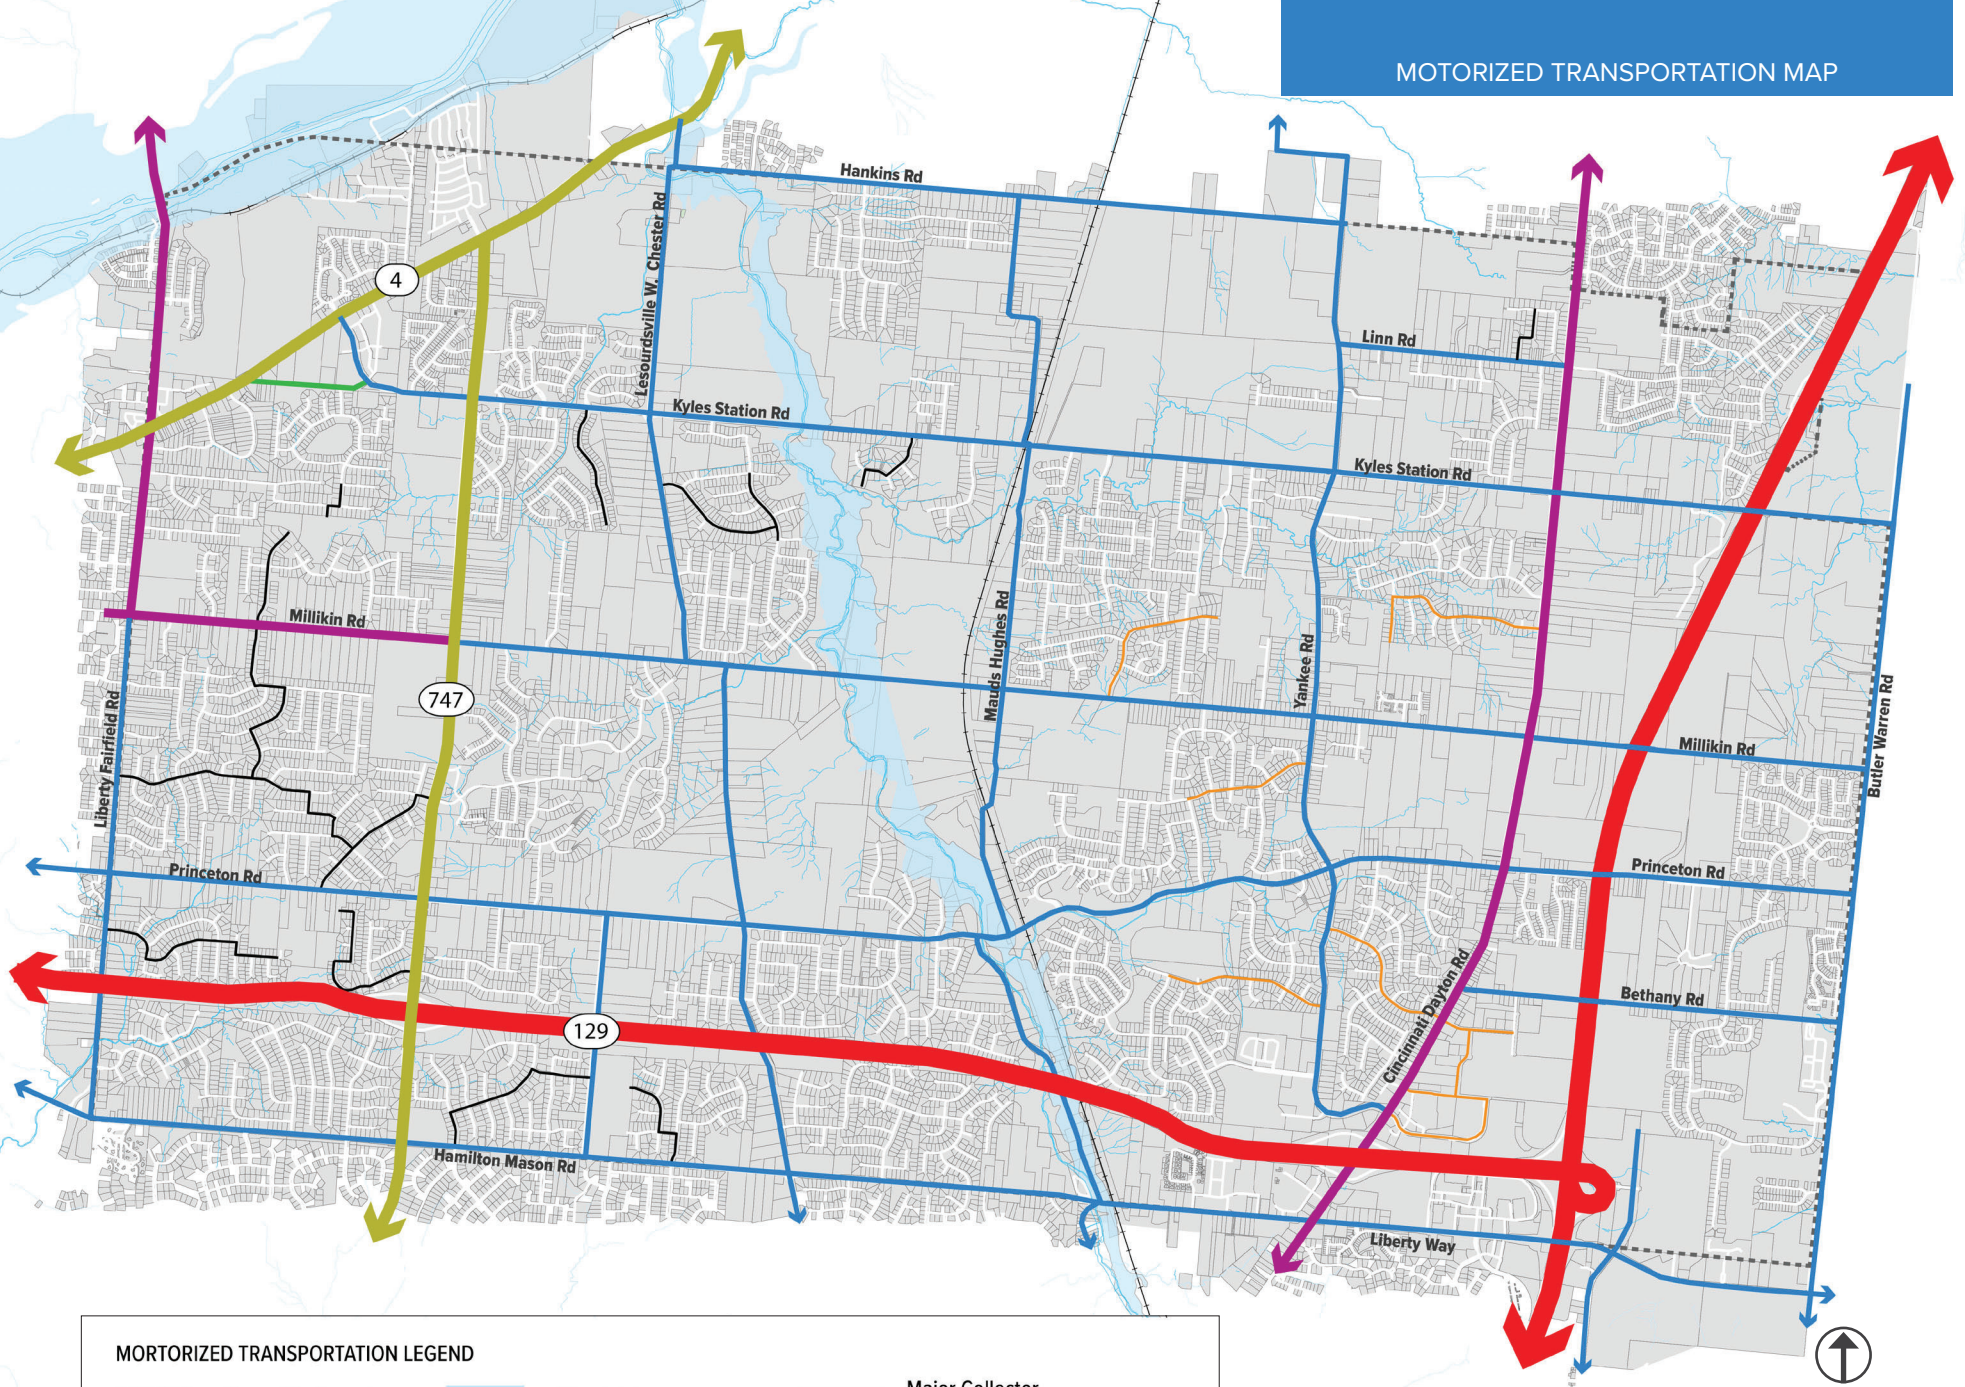 MOTORIZED TRANSPORTATION MAP
Hankins Rd
Lesourdsville W. Chester Rd
4
Linn Rd
Kyles Station Rd
Kyles Station Rd
Millikin Rd
Mauds Hughes Rd
Yankee Rd
747
Liberty Fairfield Rd
Millikin Rd
Butler Warren Rd
Princeton Rd
Princeton Rd
Cincinnati Dayton Rd
Bethany Rd
129
Hamilton Mason Rd
Liberty Way
MORTORIZED TRANSPORTATION LEGEND
Major Collector